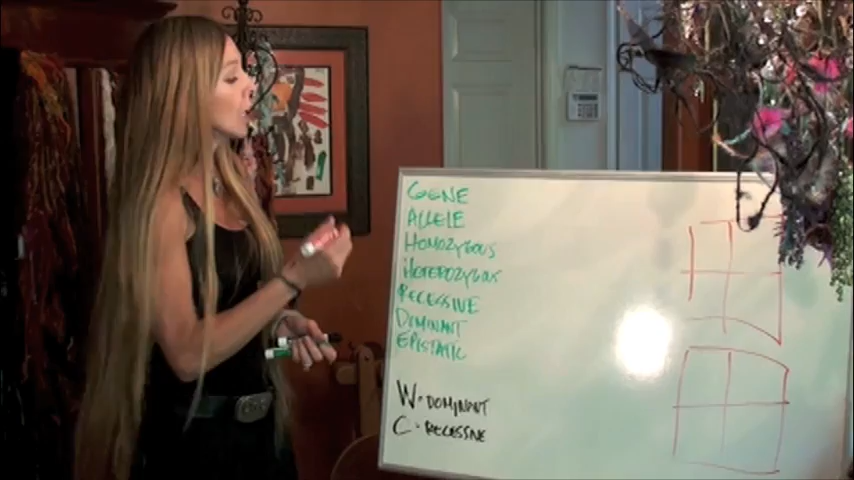 GENE
ALLELE
HOMOZYGOUS
HETEROZYGOUS
RECESSIVE
DOMINANT
EPISTATIC
W = DOMINANT
C = RECESSIVE